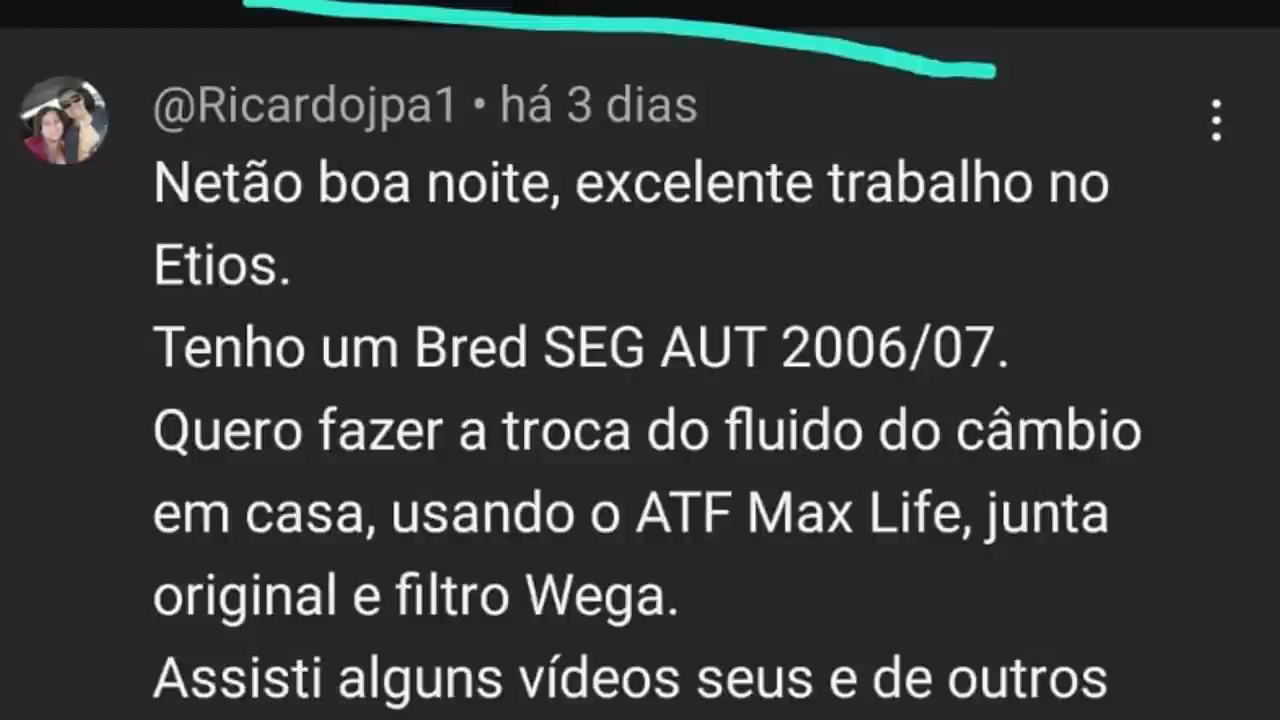 @Ricardojpa1 • há 3 dias
Netão boa noite, excelente trabalho no
Etios.
Tenho um Bred SEG AUT 2006/07.
Quero fazer a troca do fluido do câmbio
em casa, usando o ATF Max Life, junta
original e filtro Wega.
Assisti alguns vídeos seus e de outros